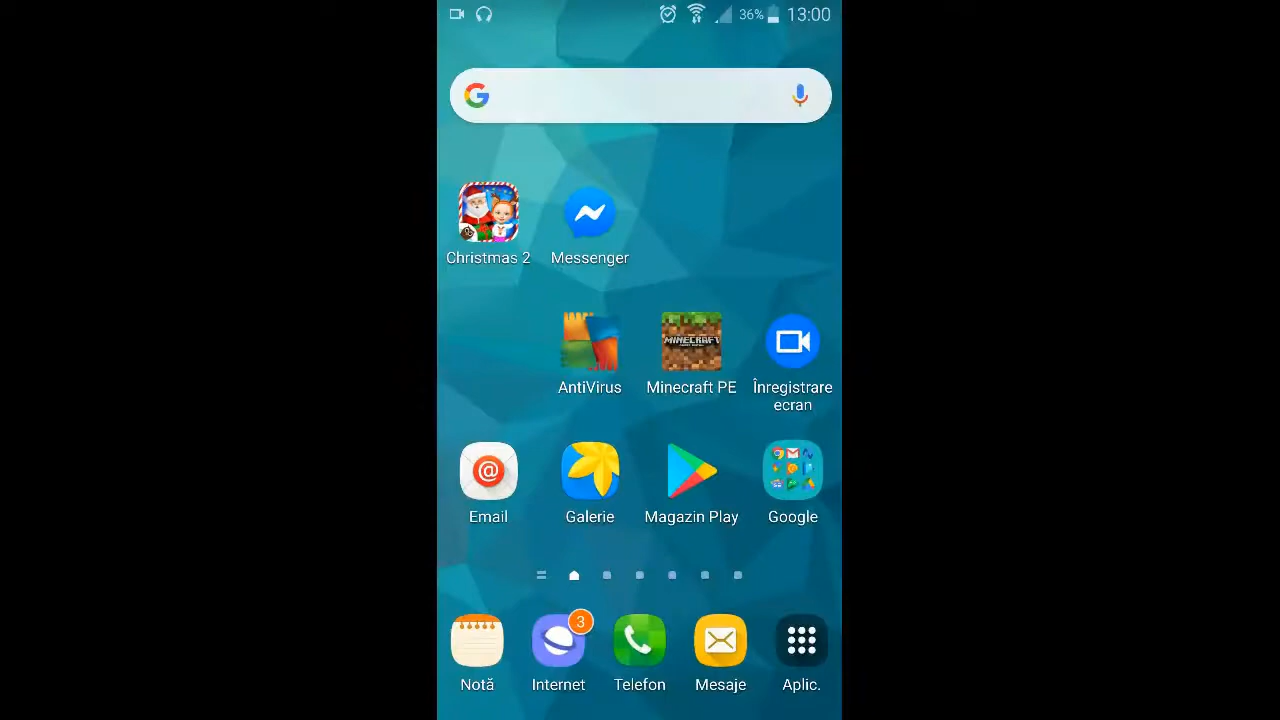 36% 13:00
Christmas 2 Messenger
AntiVirus Minecraft PE Înregistrare
ecran
MINECRAFT
Email Galerie Magazin Play Google
3
Notă Internet Telefon Mesaje Aplic.